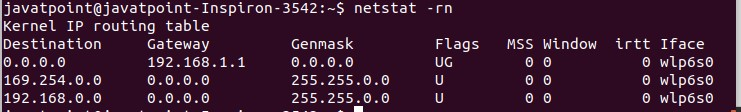 javatpoint@javatpoint-Inspiron-3542:~$ netstat -rn
Kernel IP routing table
Destination     Gateway         Genmask         Flags   MSS Window  irtt Iface
0.0.0.0         192.168.1.1     0.0.0.0         UG        0 0          0 wlp6s0
169.254.0.0     0.0.0.0         255.255.0.0     U         0 0          0 wlp6s0
192.168.0.0     0.0.0.0         255.255.0.0     U         0 0          0 wlp6s0